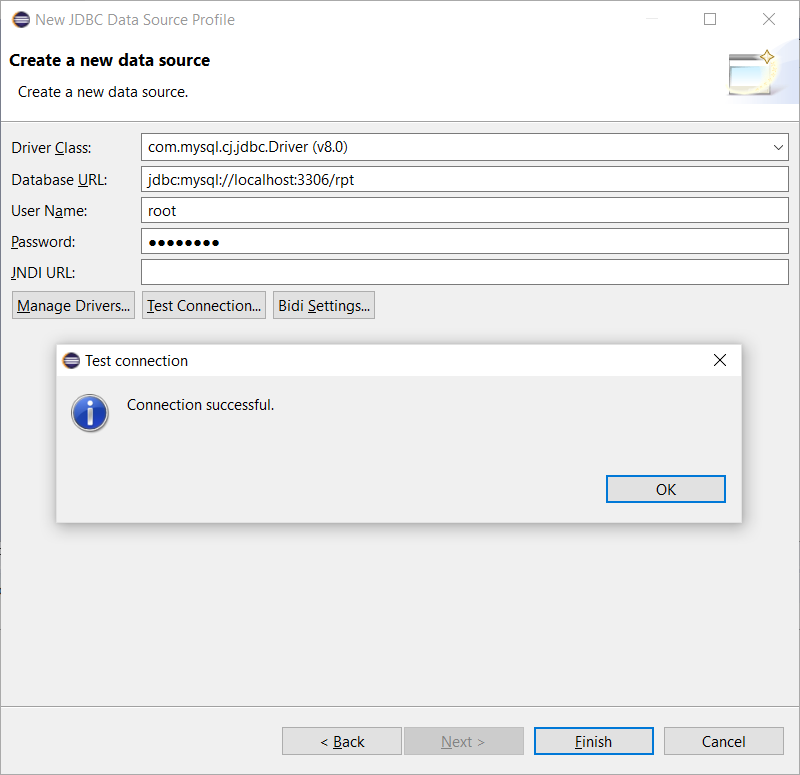 New JDBC Data Source Profile
Create a new data source
Create a new data source.
Driver Class: com.mysql.cj.jdbc.Driver (v8.0)
Database URL: jdbc:mysql://localhost:3306/rpt
User Name: root
Password: ●●●●●●●●
JNDI URL:
Manage Drivers... Test Connection... Bidi Settings...
Test connection
Connection successful.
OK
< Back Next > Finish Cancel